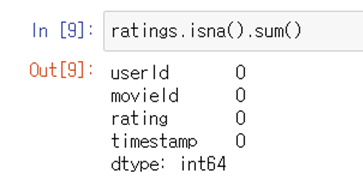 In [9]: ratings.isna().sum()
Out[9]: userId 0
movieId 0
rating 0
timestamp 0
dtype: int64